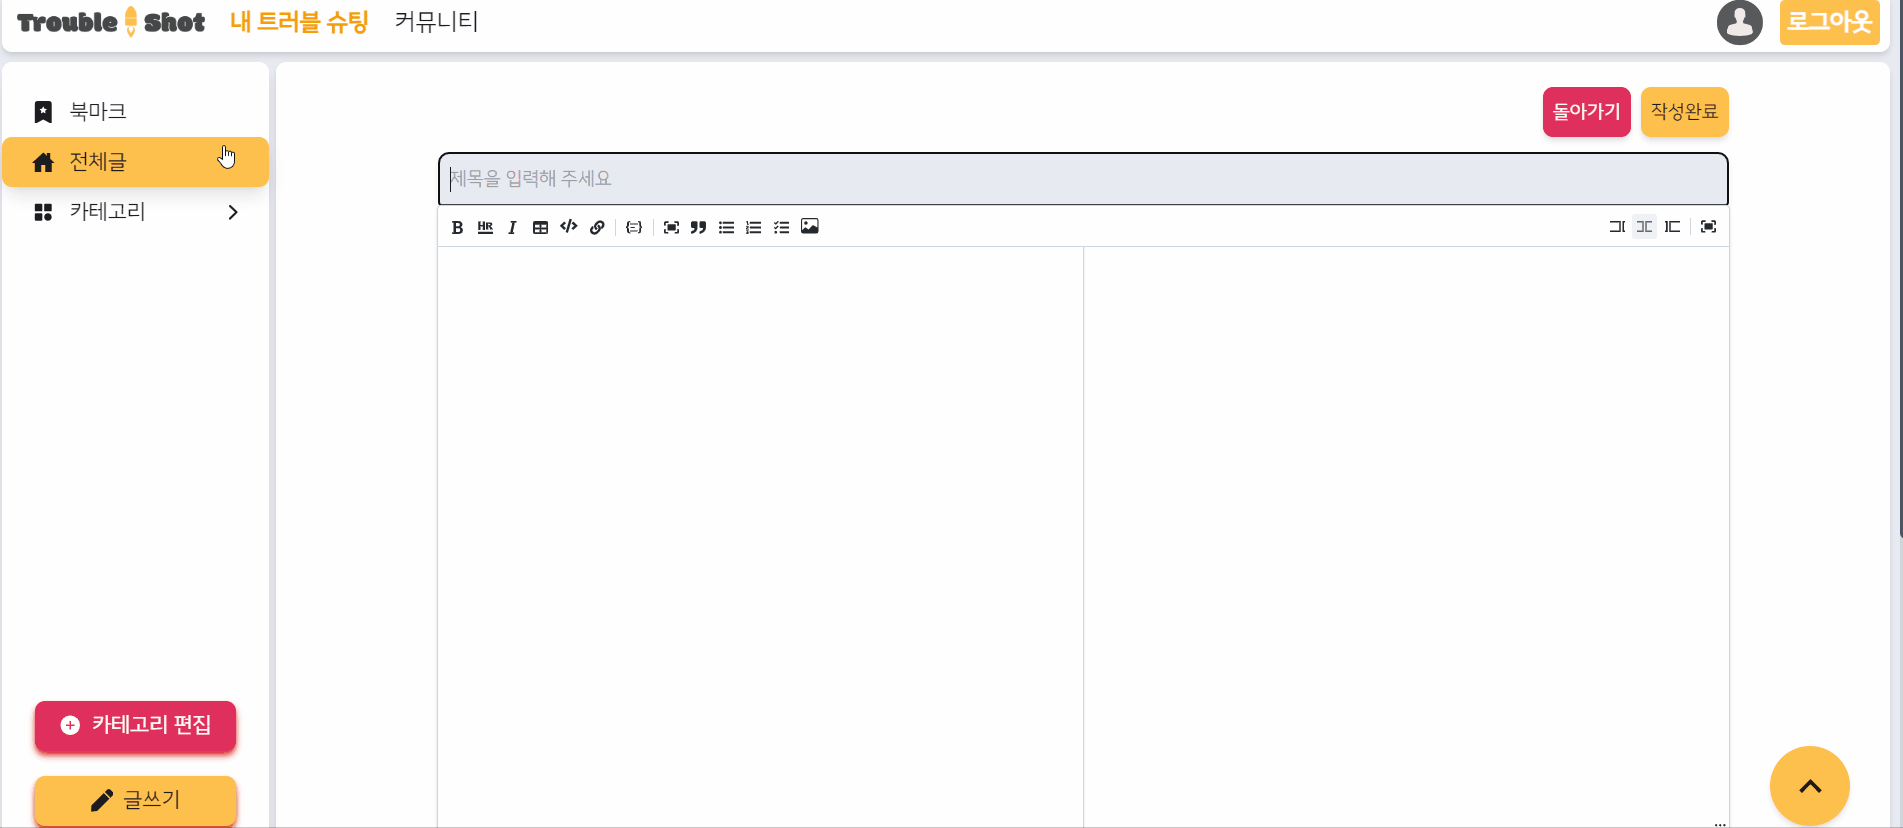 Trouble Shot 내 트러블 슈팅 커뮤니티 로그아웃
북마크
전체글
카테고리
돌아가기 작성완료
제목을 입력해 주세요
B HR I
카테고리 편집
글쓰기